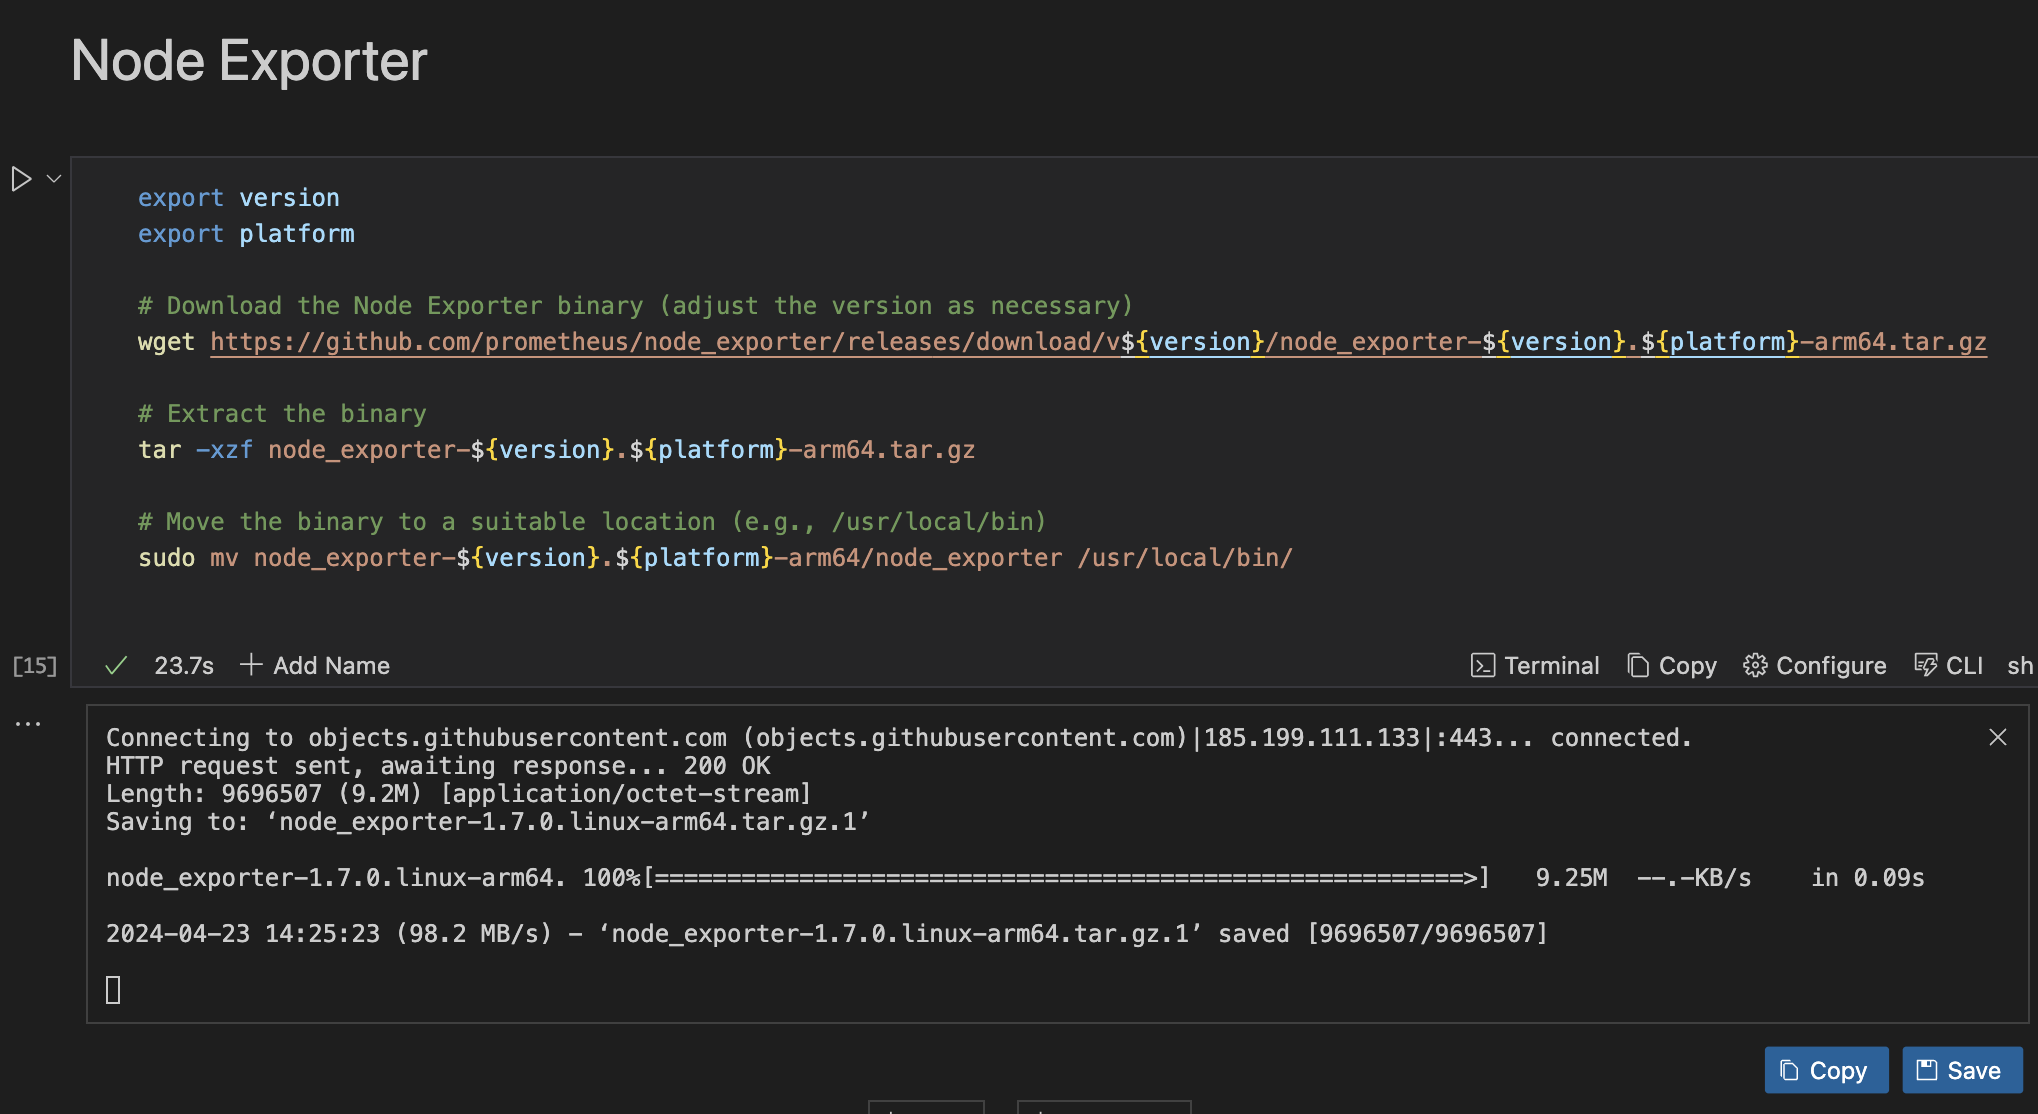 Node Exporter
export version
export platform
# Download the Node Exporter binary (adjust the version as necessary)
wget https://github.com/prometheus/node_exporter/releases/download/v${version}/node_exporter-${version}.${platform}-arm64.tar.gz
# Extract the binary
tar -xzf node_exporter-${version}.${platform}-arm64.tar.gz
# Move the binary to a suitable location (e.g., /usr/local/bin)
sudo mv node_exporter-${version}.${platform}-arm64/node_exporter /usr/local/bin/
[15] 23.7s Add Name Terminal Copy Configure CLI sh
Connecting to objects.githubusercontent.com (objects.githubusercontent.com)|185.199.111.133|:443... connected.
HTTP request sent, awaiting response... 200 OK
Length: 9696507 (9.2M) [application/octet-stream]
Saving to: ‘node_exporter-1.7.0.linux-arm64.tar.gz.1’
node_exporter-1.7.0.linux-arm64. 100%[========================================================>] 9.25M --.-KB/s in 0.09s
2024-04-23 14:25:23 (98.2 MB/s) - ‘node_exporter-1.7.0.linux-arm64.tar.gz.1’ saved [9696507/9696507]
Copy Save